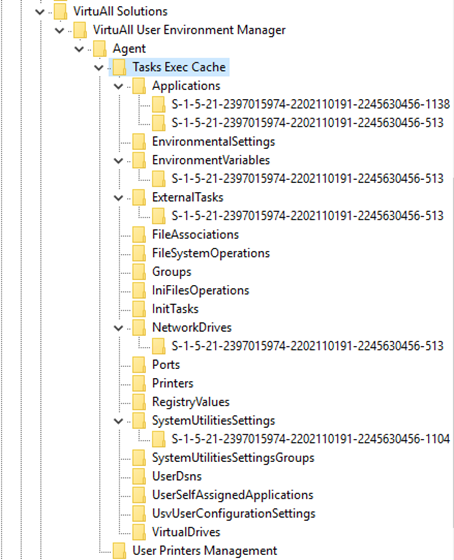 VirtuAll Solutions
VirtuAll User Environment Manager
Agent
Tasks Exec Cache
Applications
S-1-5-21-2397015974-2202110191-2245630456-1138
S-1-5-21-2397015974-2202110191-2245630456-513
EnvironmentalSettings
EnvironmentVariables
S-1-5-21-2397015974-2202110191-2245630456-513
ExternalTasks
S-1-5-21-2397015974-2202110191-2245630456-513
FileAssociations
FileSystemOperations
Groups
IniFilesOperations
InitTasks
NetworkDrives
S-1-5-21-2397015974-2202110191-2245630456-513
Ports
Printers
RegistryValues
SystemUtilitiesSettings
S-1-5-21-2397015974-2202110191-2245630456-1104
SystemUtilitiesSettingsGroups
UserDsns
UserSelfAssignedApplications
UsvUserConfigurationSettings
VirtualDrives
User Printers Management